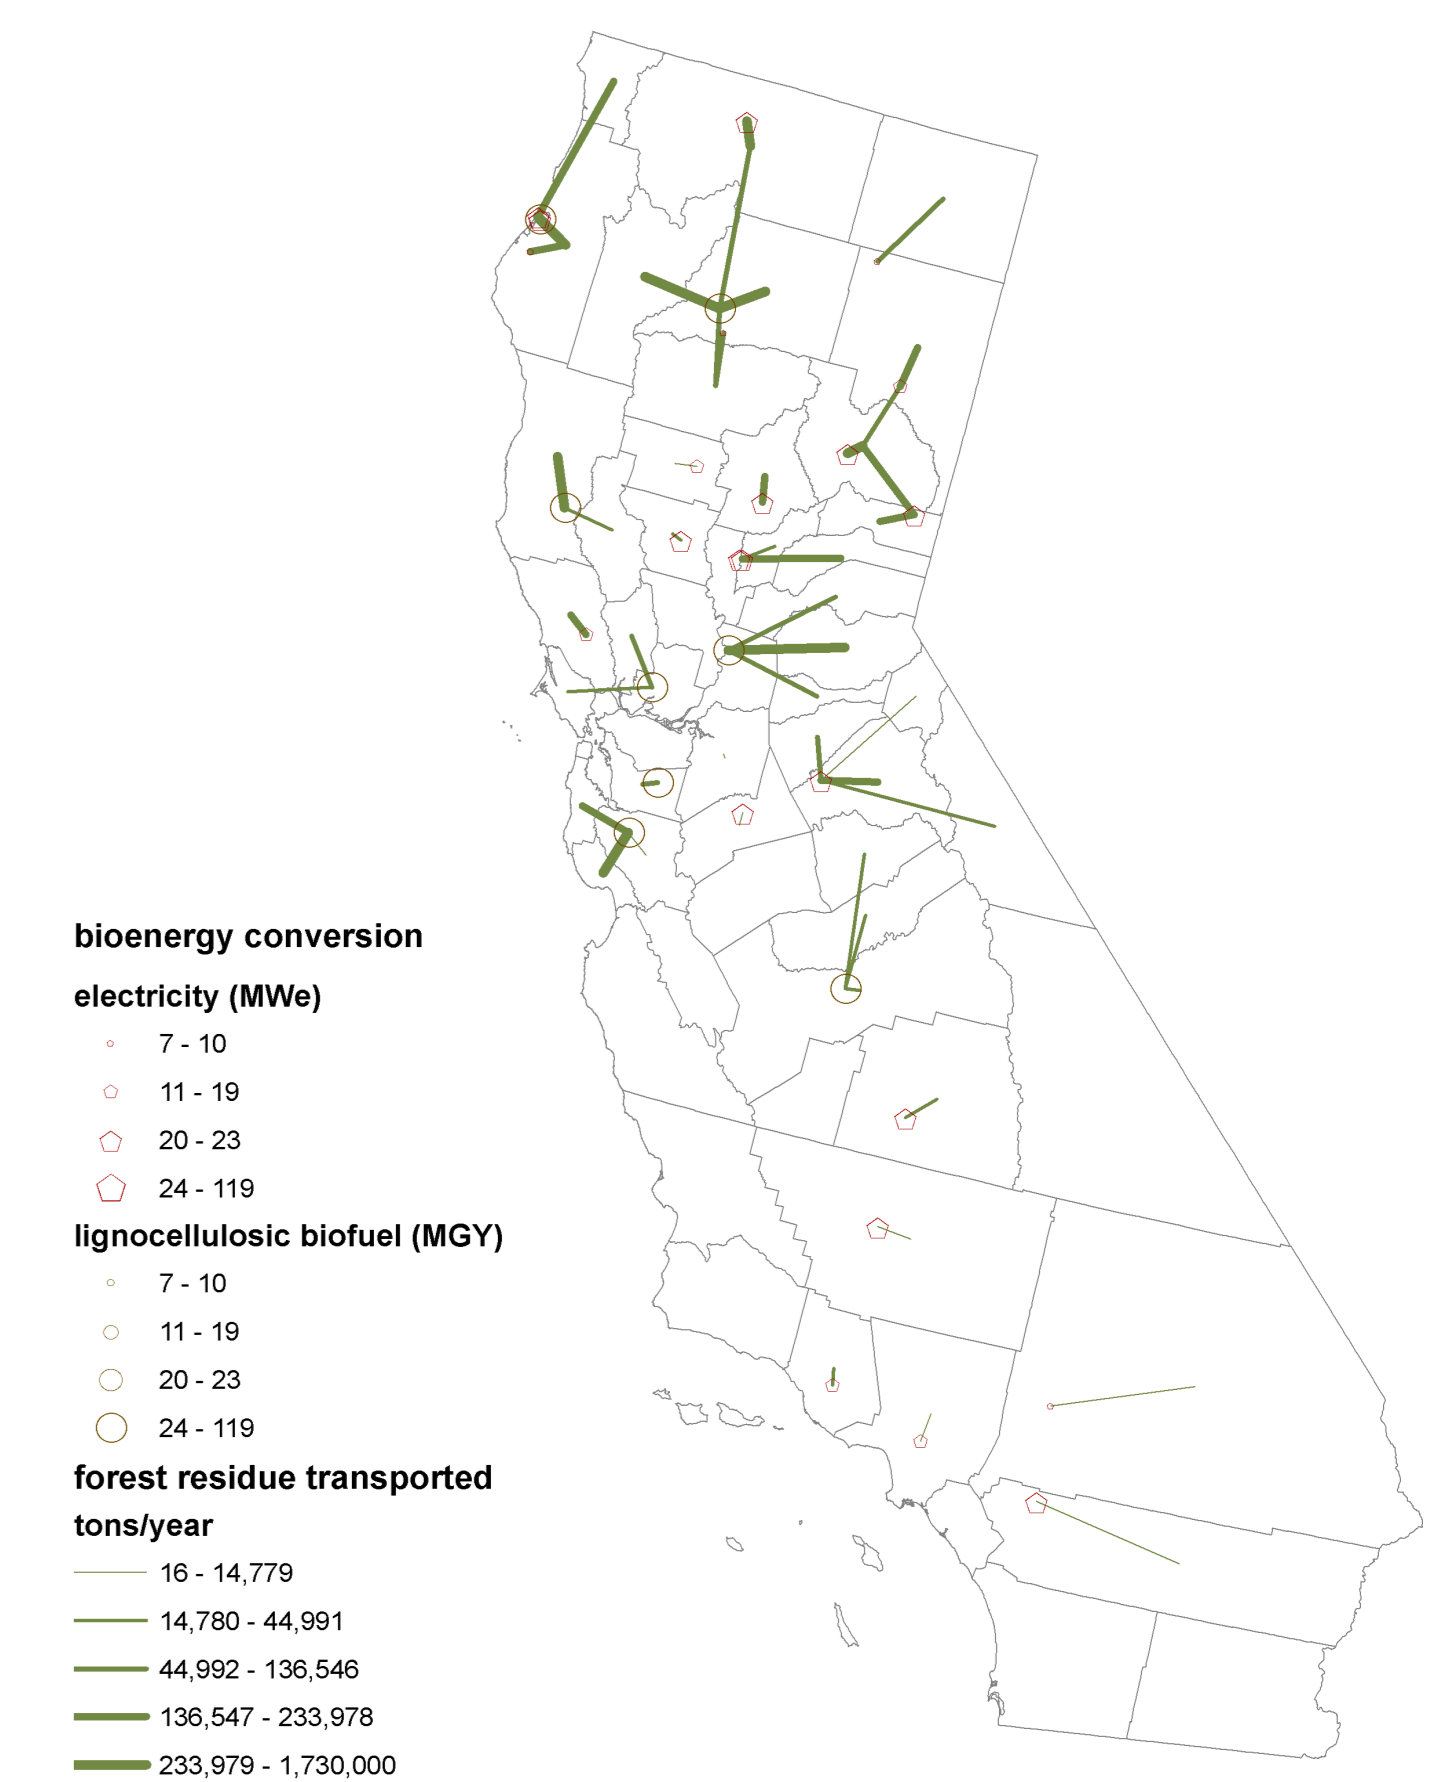 bioenergy conversion
electricity (MWe)
7 - 10
11 - 19
20 - 23
24 - 119
lignocellulosic biofuel (MGY)
7 - 10
11 - 19
20 - 23
24 - 119
forest residue transported
tons/year
16 - 14,779
14,780 - 44,991
44,992 - 136,546
136,547 - 233,978
233,979 - 1,730,000